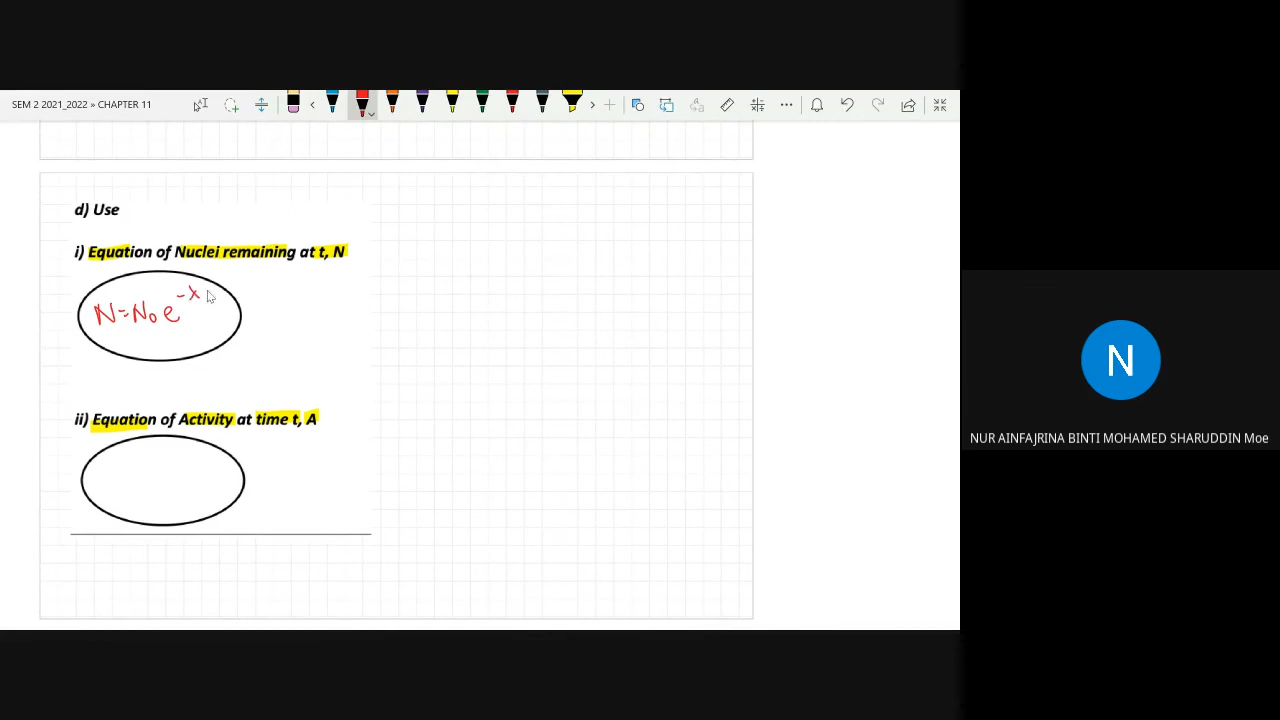 SEM 2 2021_2022 » CHAPTER 11
d) Use
i) Equation of Nuclei remaining at t, N
N=N₀e^-λ
ii) Equation of Activity at time t, A
N
NUR AINFAJRINA BINTI MOHAMED SHARUDDIN Moe